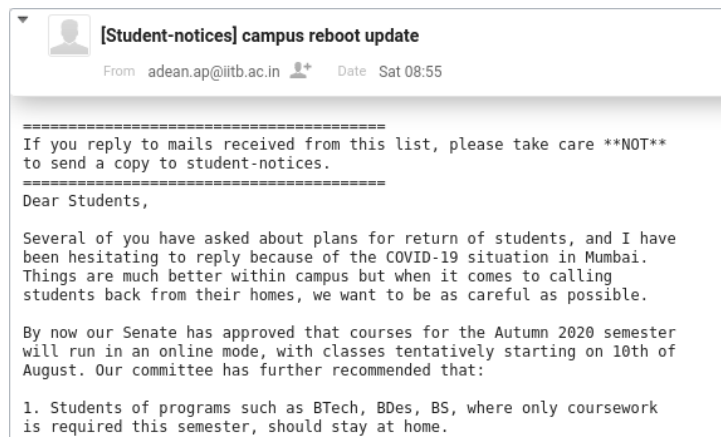 [Student-notices] campus reboot update
From adean.ap@iitb.ac.in Date Sat 08:55
========================================
If you reply to mails received from this list, please take care **NOT**
to send a copy to student-notices.
========================================
Dear Students,
Several of you have asked about plans for return of students, and I have
been hesitating to reply because of the COVID-19 situation in Mumbai.
Things are much better within campus but when it comes to calling
students back from their homes, we want to be as careful as possible.
By now our Senate has approved that courses for the Autumn 2020 semester
will run in an online mode, with classes tentatively starting on 10th of
August. Our committee has further recommended that:
1. Students of programs such as BTech, BDes, BS, where only coursework
is required this semester, should stay at home.